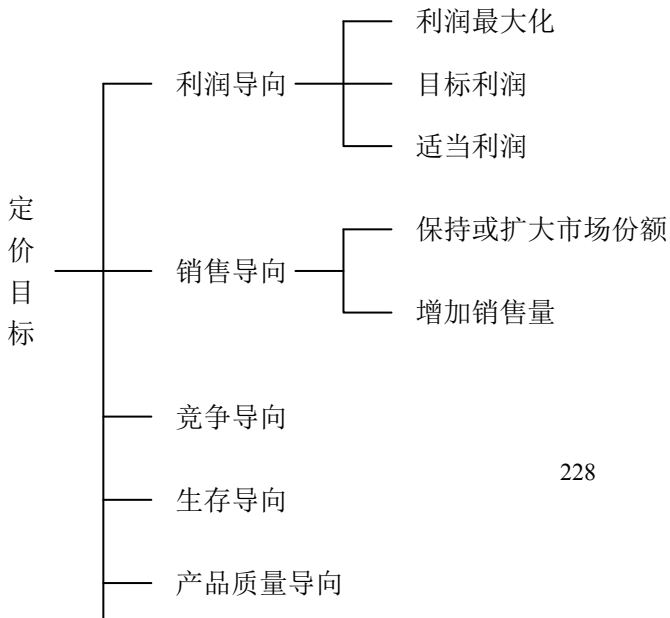 定价目标
利润导向
利润最大化
目标利润
适当利润
销售导向
保持或扩大市场份额
增加销售量
竞争导向
生存导向
产品质量导向
228